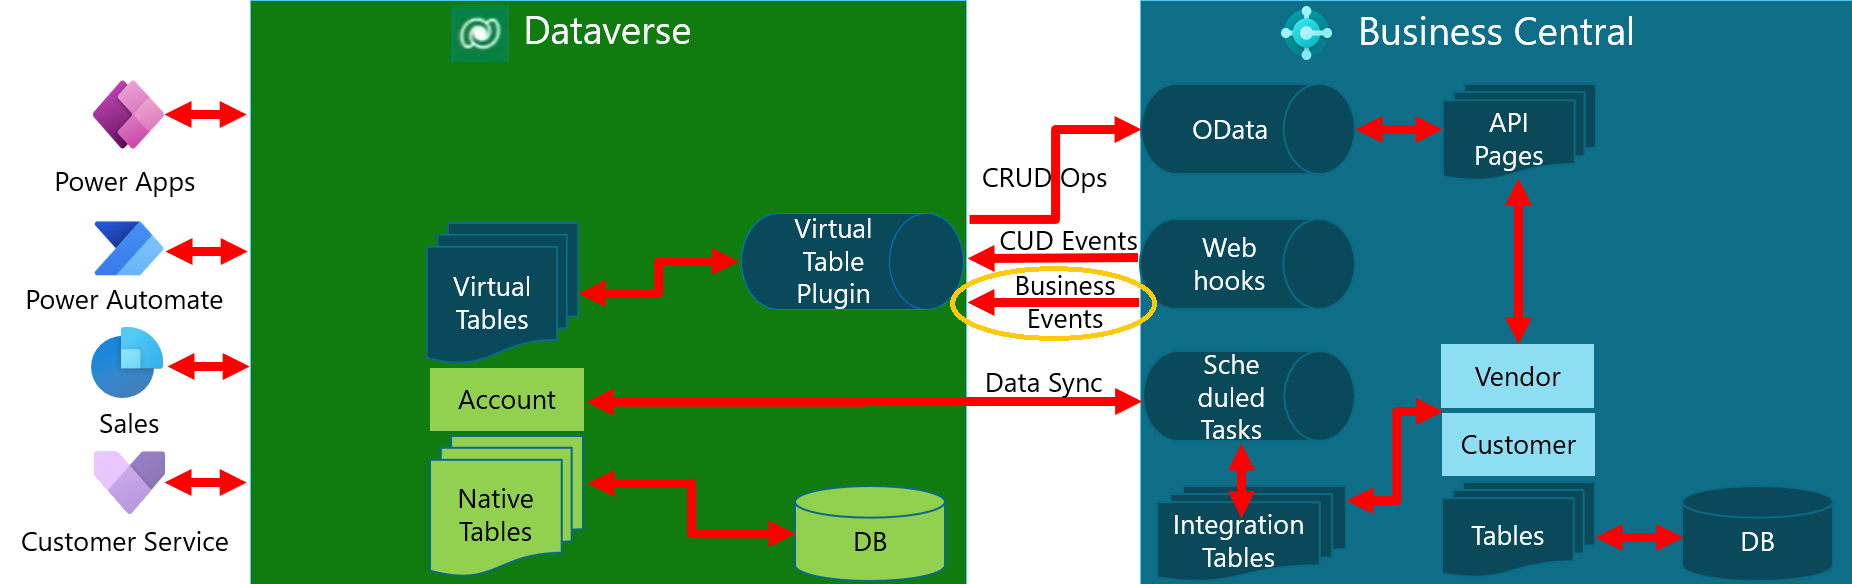 Dataverse
Business Central
Power Apps
Power Automate
Sales
Customer Service
Virtual
Tables
Virtual
Table
Plugin
Account
Native
Tables
DB
CRUD Ops
CUD Events
Business
Events
Data Sync
OData
API
Pages
Web
hooks
Sche
duled
Tasks
Vendor
Customer
Integration
Tables
Tables
DB